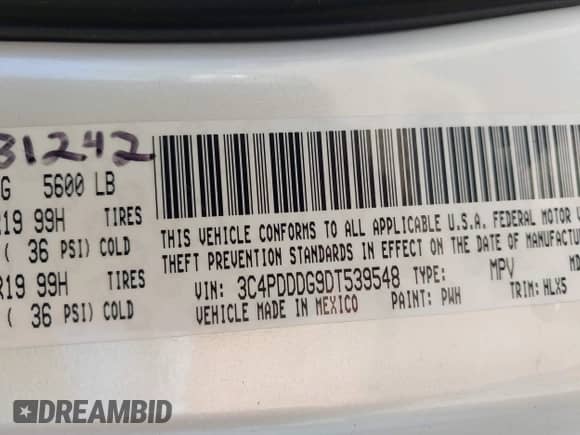 31242
G 5600 LB
R19 99H TIRES
( 36 PSI) COLD
R19 99H TIRES
( 36 PSI) COLD
THIS VEHICLE CONFORMS TO ALL APPLICABLE U.S.A. FEDERAL MOTOR
THEFT PREVENTION STANDARDS IN EFFECT ON THE DATE OF MANUFACTUR
VIN: 3C4PDDDG9DT539548 TYPE: MPV MD
VEHICLE MADE IN MEXICO PAINT: PWH TRIM: HLX5
DREAMBID